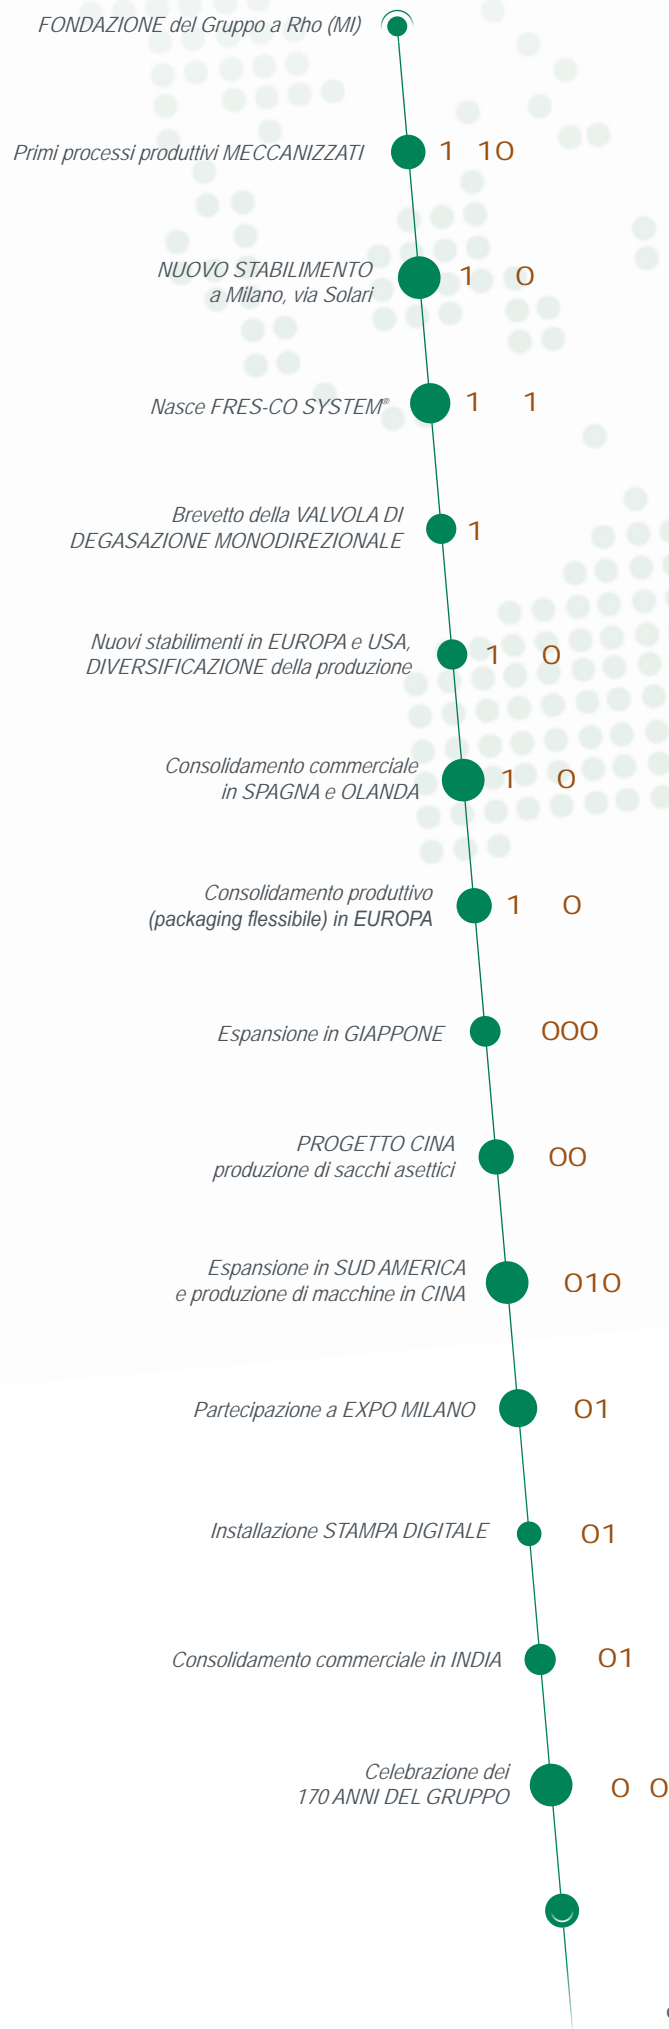 FONDAZIONE del Gruppo a Rho (MI)
Primi processi produttivi MECCANIZZATI
1 10
NUOVO STABILIMENTO
a Milano, via Solari
1 0
Nasce FRES-CO SYSTEM®
1 1
Brevetto della VALVOLA DI
DEGASAZIONE MONODIREZIONALE
1
Nuovi stabilimenti in EUROPA e USA,
DIVERSIFICAZIONE della produzione
1 0
Consolidamento commerciale
in SPAGNA e OLANDA
1 0
Consolidamento produttivo
(packaging flessibile) in EUROPA
1 0
Espansione in GIAPPONE
000
PROGETTO CINA
produzione di sacchi asettici
00
Espansione in SUD AMERICA
e produzione di macchine in CINA
010
Partecipazione a EXPO MILANO
01
Installazione STAMPA DIGITALE
01
Consolidamento commerciale in INDIA
01
Celebrazione dei
170 ANNI DEL GRUPPO
0 0